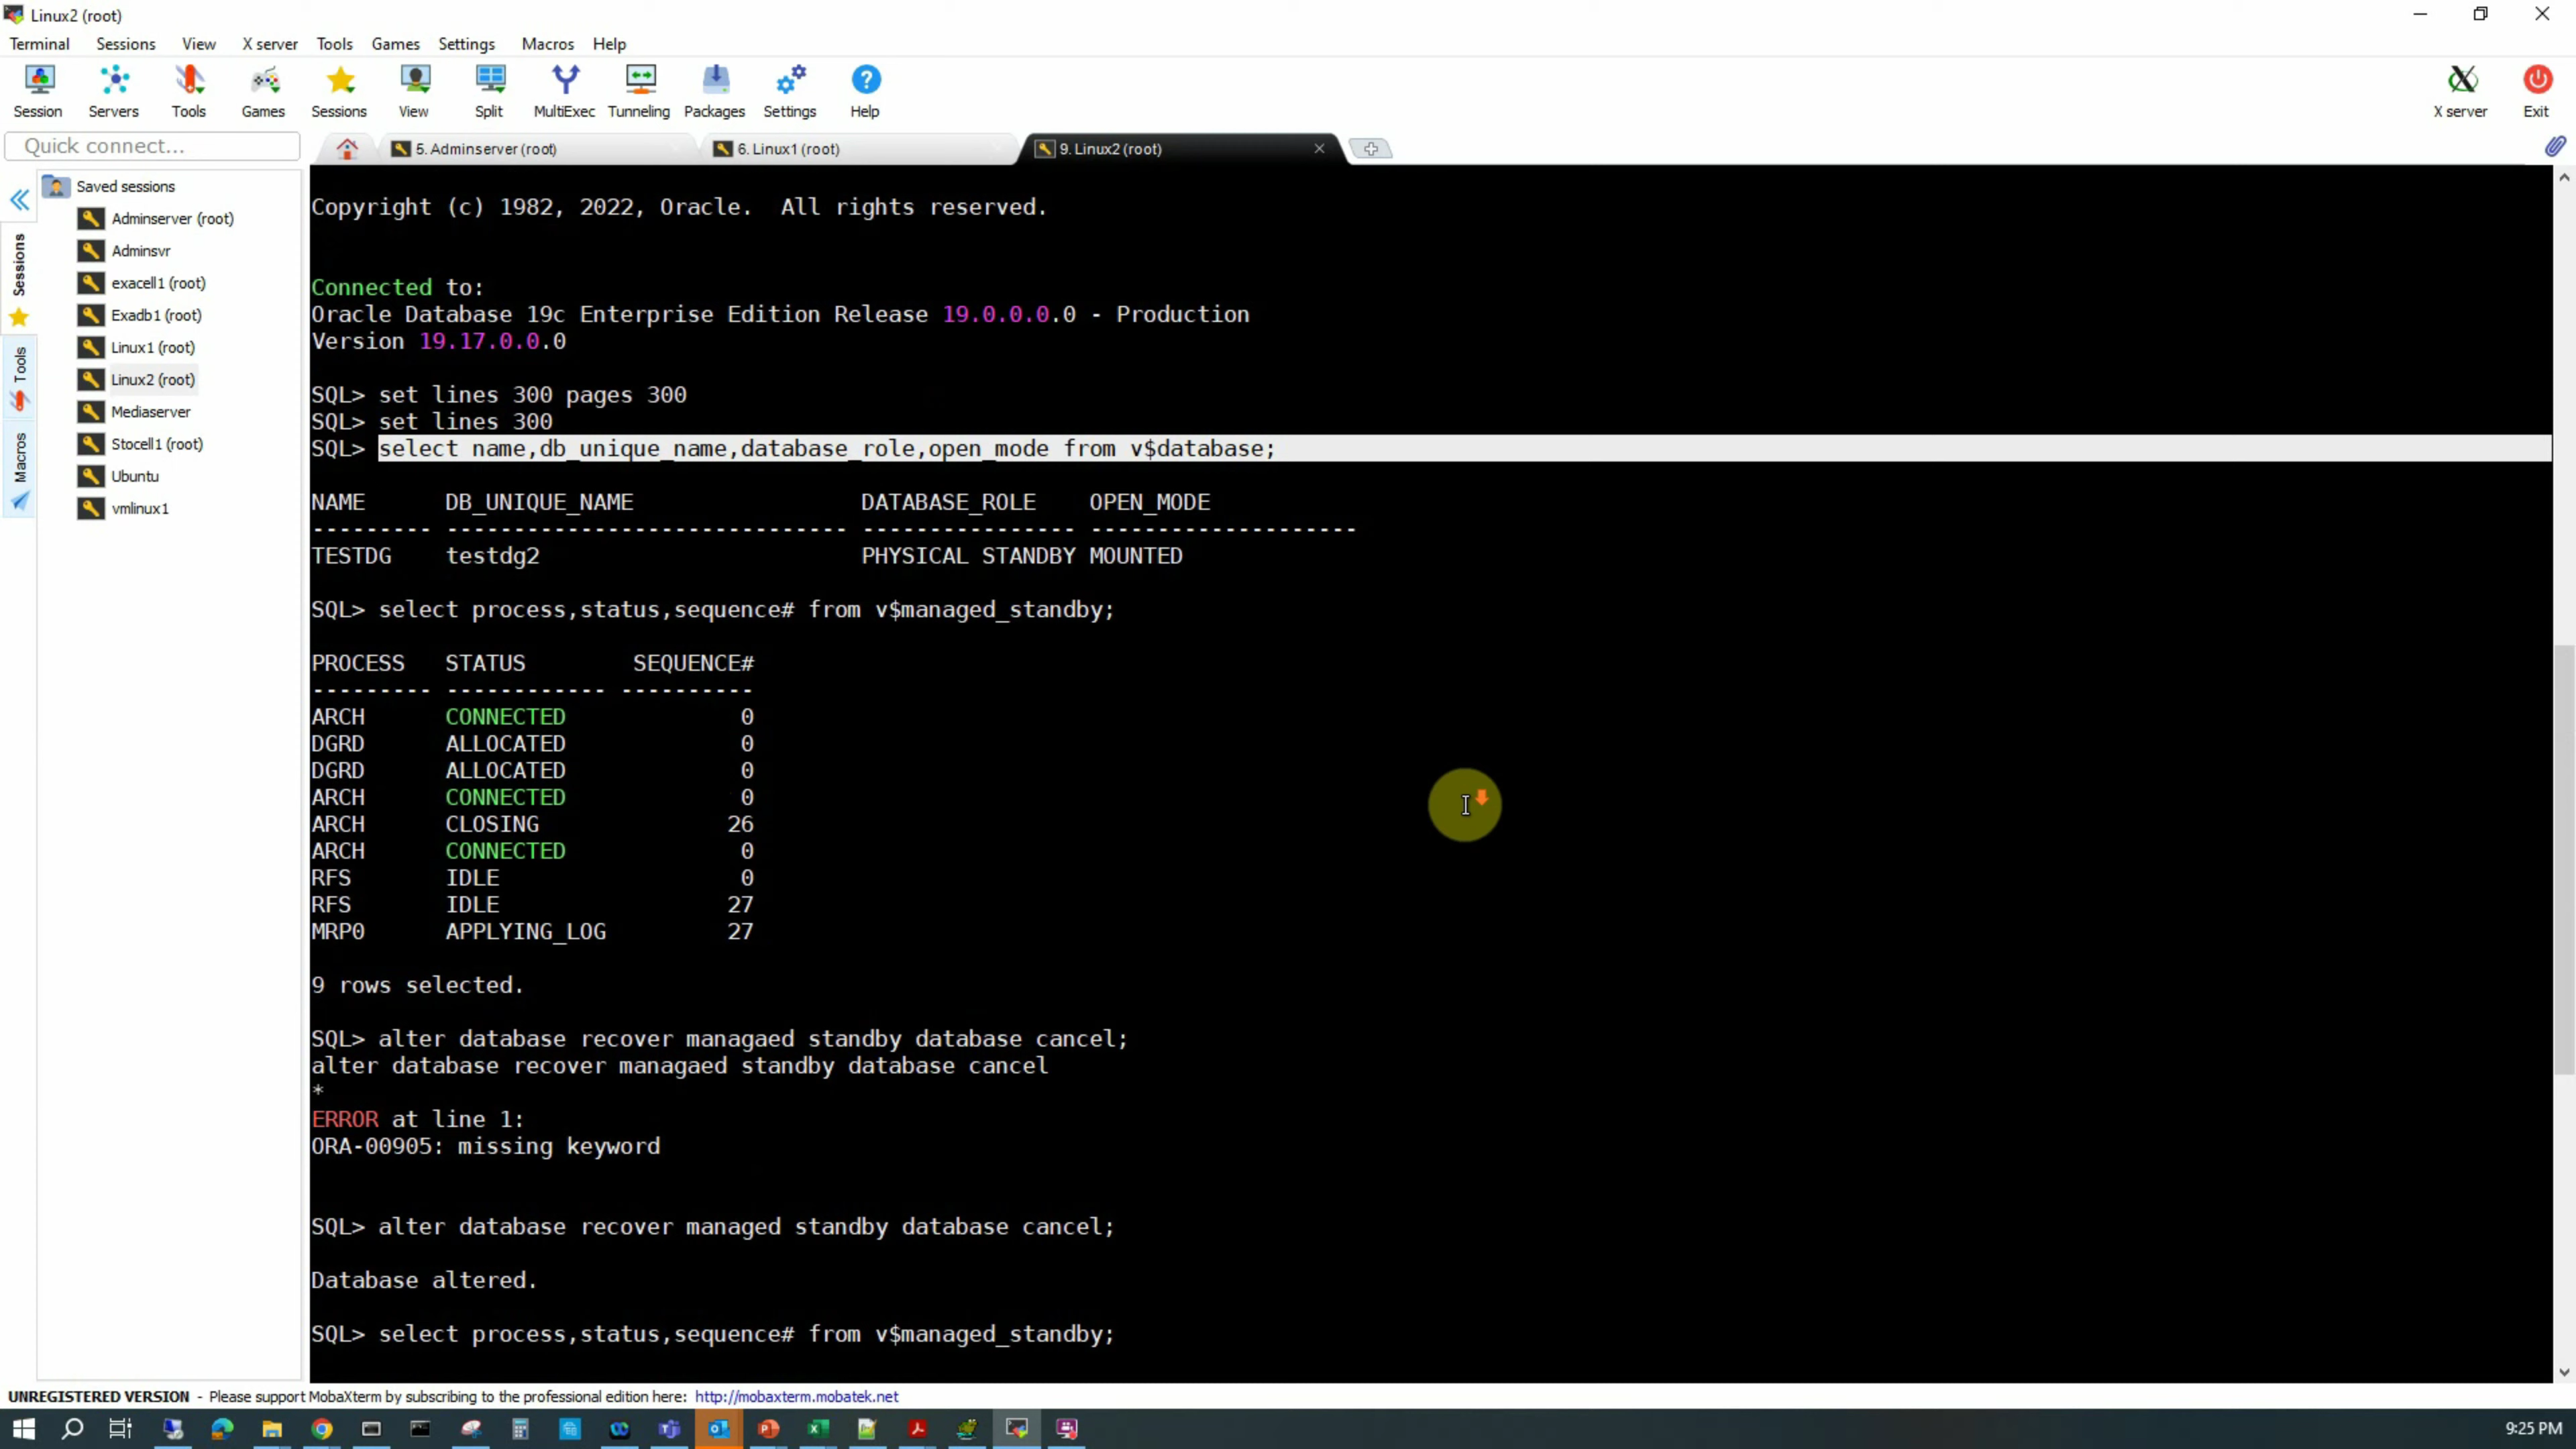 Linux2 (root)
Terminal Sessions View X server Tools Games Settings Macros Help
Session Servers Tools Games Sessions View Split MultiExec Tunneling Packages Settings Help X server Exit
Quick connect...
5. Adminserver (root)
6. Linux1 (root)
9. Linux2 (root)
Sessions
Tools
Macros
Saved sessions
Adminserver (root)
Adminsvr
exacell1 (root)
Exadb1 (root)
Linux1 (root)
Linux2 (root)
Mediaserver
Stocell1 (root)
Ubuntu
vmlinux1
Copyright (c) 1982, 2022, Oracle.  All rights reserved.
Connected to:
Oracle Database 19c Enterprise Edition Release 19.0.0.0.0 - Production
Version 19.17.0.0.0
SQL> set lines 300 pages 300
SQL> set lines 300
SQL> select name,db_unique_name,database_role,open_mode from v$database;
NAME      DB_UNIQUE_NAME                 DATABASE_ROLE    OPEN_MODE
--------- ------------------------------ ---------------- --------------------
TESTDG    testdg2                        PHYSICAL STANDBY MOUNTED
SQL> select process,status,sequence# from v$managed_standby;
PROCESS   STATUS        SEQUENCE#
--------- ------------ ----------
ARCH      CONNECTED             0
DGRD      ALLOCATED             0
DGRD      ALLOCATED             0
ARCH      CONNECTED             0
ARCH      CLOSING              26
ARCH      CONNECTED             0
RFS       IDLE                  0
RFS       IDLE                 27
MRP0      APPLYING_LOG         27
9 rows selected.
SQL> alter database recover managaed standby database cancel;
alter database recover managaed standby database cancel
*
ERROR at line 1:
ORA-00905: missing keyword
SQL> alter database recover managed standby database cancel;
Database altered.
SQL> select process,status,sequence# from v$managed_standby;
UNREGISTERED VERSION - Please support MobaXterm by subscribing to the professional edition here: http://mobaxterm.mobatek.net
9:25 PM